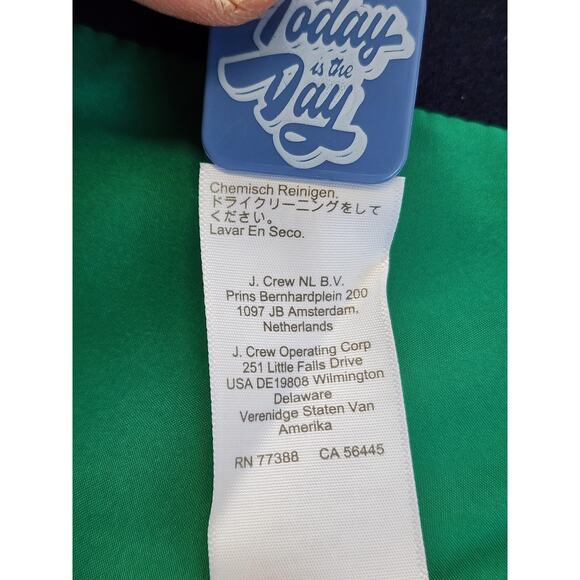 Today
is the
Day
Chemisch Reinigen.
ドライクリーニングをして
ください。
Lavar En Seco.
J. Crew NL B.V.
Prins Bernhardplein 200
1097 JB Amsterdam,
Netherlands
J. Crew Operating Corp
251 Little Falls Drive
USA DE19808 Wilmington
Delaware
Verenidge Staten Van
Amerika
RN 77388 CA 56445